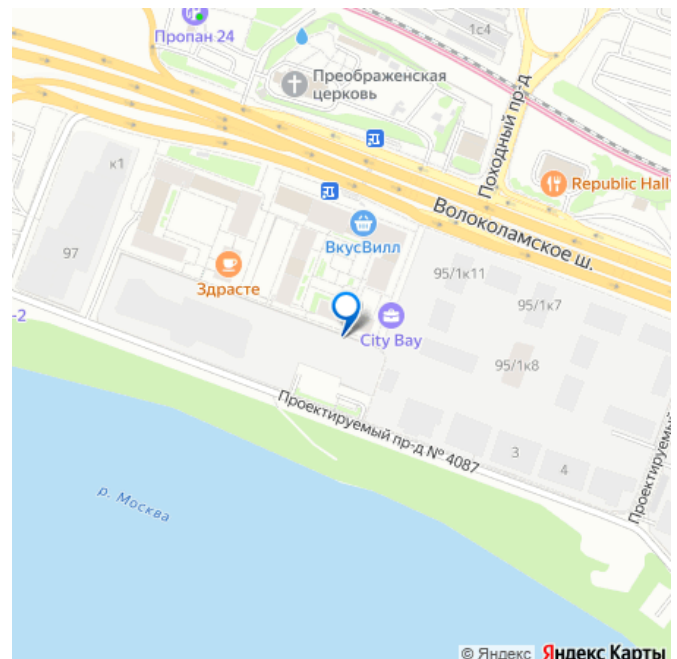 Пропан 24
1с4
Преображенская
церковь
Походный пр-д
к1
Republic Hall
Волоколамское ш.
ВкусВилл
97
Здрасте
95/1к11
95/1к7
-2
City Bay
95/1к8
Проектируемый пр-д № 4087
3
4
Проектируемый
р. Москва
© Яндекс Яндекс Карты